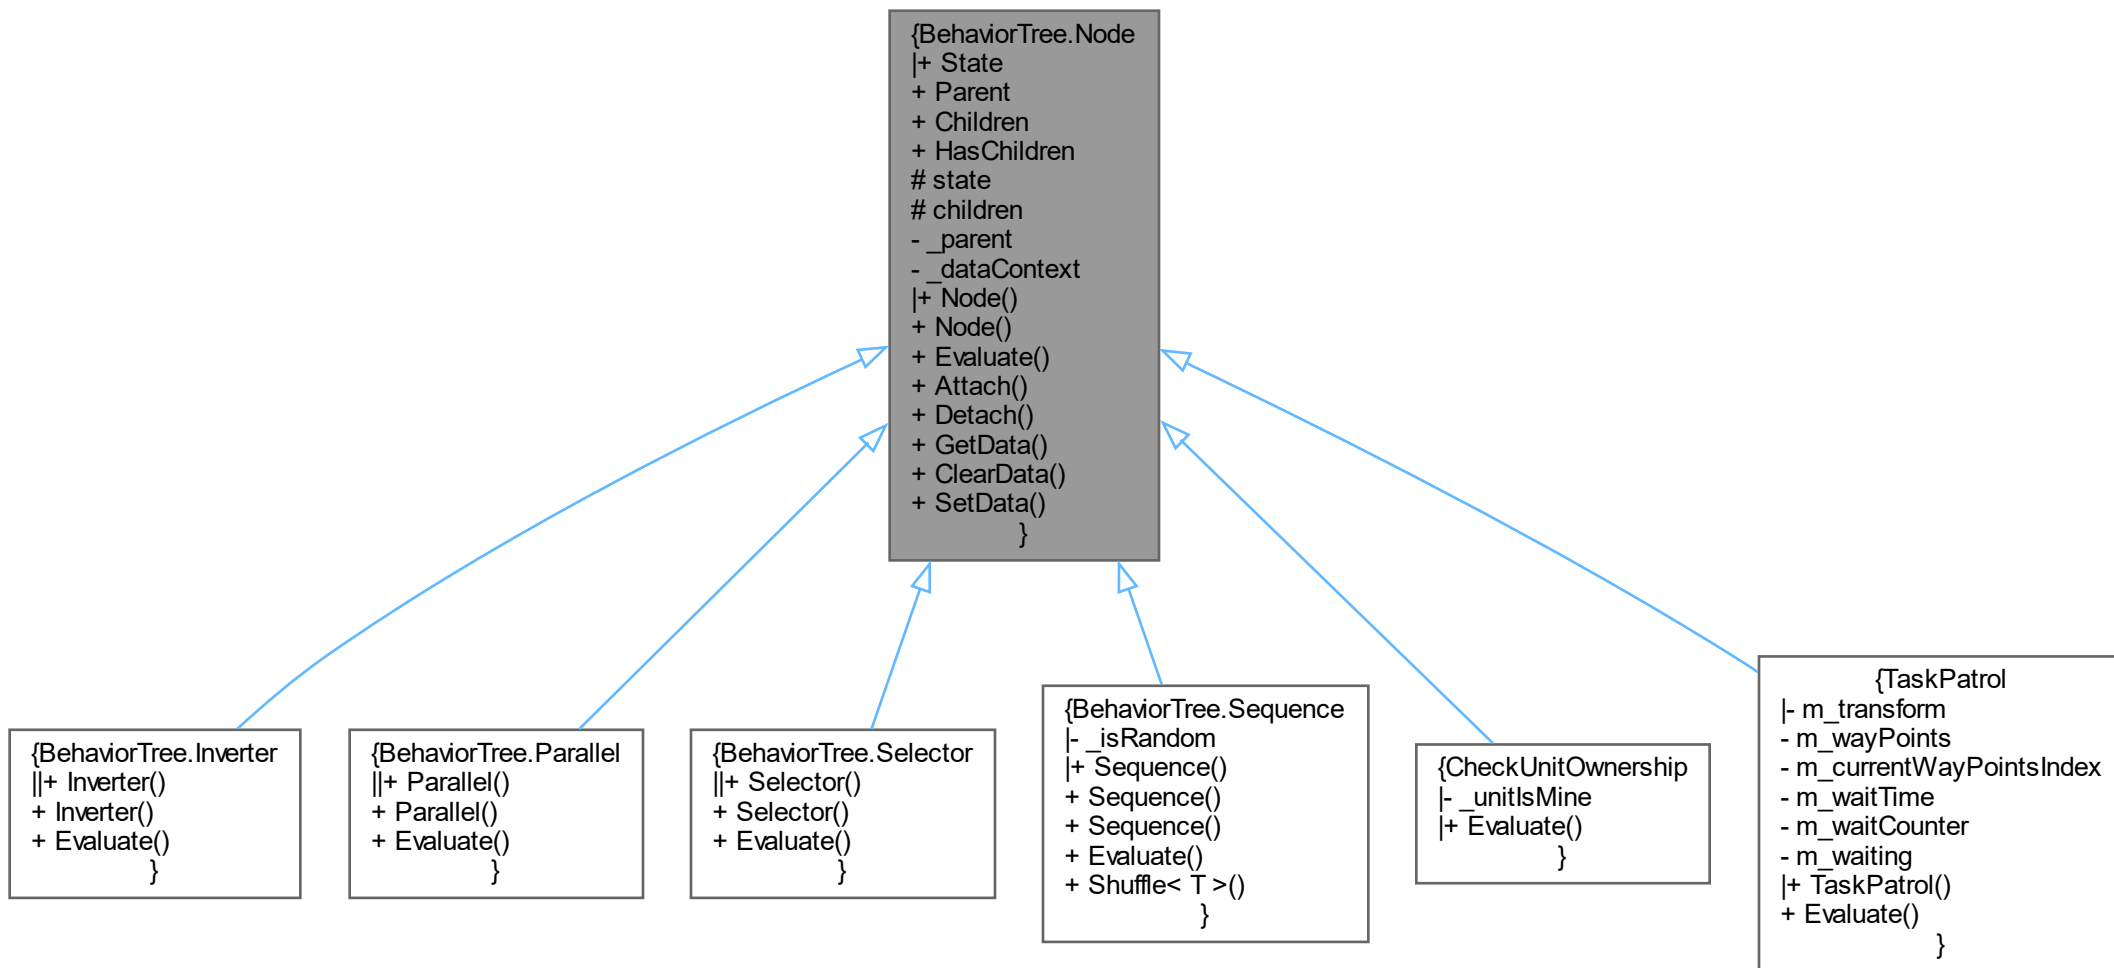 {BehaviorTree.Node
|+ State
+ Parent
+ Children
+ HasChildren
# state
# children
- _parent
- _dataContext
|+ Node()
+ Node()
+ Evaluate()
+ Attach()
+ Detach()
+ GetData()
+ ClearData()
+ SetData()
}
{BehaviorTree.Inverter
||+ Inverter()
+ Inverter()
+ Evaluate()
}
{BehaviorTree.Parallel
||+ Parallel()
+ Parallel()
+ Evaluate()
}
{BehaviorTree.Selector
||+ Selector()
+ Selector()
+ Evaluate()
}
{BehaviorTree.Sequence
|- _isRandom
|+ Sequence()
+ Sequence()
+ Sequence()
+ Evaluate()
+ Shuffle< T >()
}
{CheckUnitOwnership
|- _unitIsMine
|+ Evaluate()
}
{TaskPatrol
|- m_transform
- m_wayPoints
- m_currentWayPointsIndex
- m_waitTime
- m_waitCounter
- m_waiting
|+ TaskPatrol()
+ Evaluate()
}